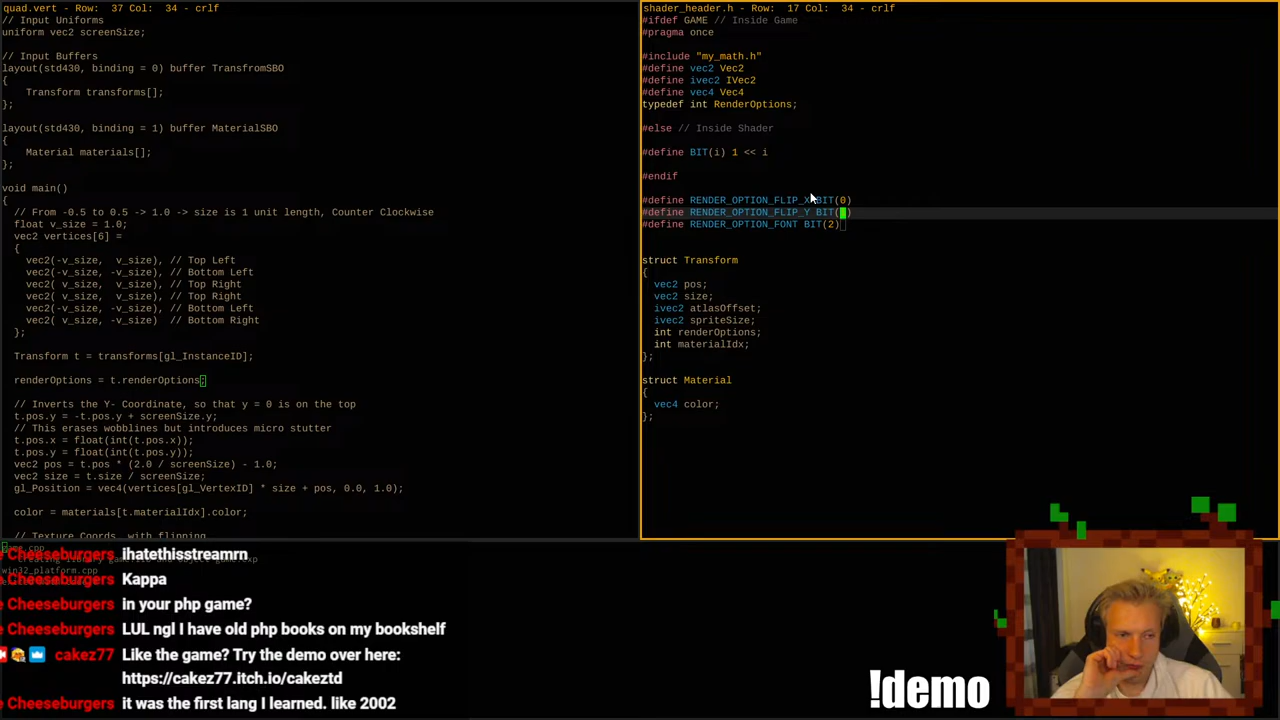 quad.vert - Row: 37 Col: 34 - crlf
// Input Uniforms
uniform vec2 screenSize;
// Input Buffers
layout(std430, binding = 0) buffer TransfromSBO
{
Transform transforms[];
};
layout(std430, binding = 1) buffer MaterialSBO
{
Material materials[];
};
void main()
{
// From -0.5 to 0.5 -> 1.0 -> size is 1 unit length, Counter Clockwise
float v_size = 1.0;
vec2 vertices[6] =
{
vec2(-v_size,  v_size), // Top Left
vec2(-v_size, -v_size), // Bottom Left
vec2( v_size,  v_size), // Top Right
vec2( v_size,  v_size), // Top Right
vec2(-v_size, -v_size), // Bottom Left
vec2( v_size, -v_size)  // Bottom Right
};
Transform t = transforms[gl_InstanceID];
renderOptions = t.renderOptions;
// Inverts the Y- Coordinate, so that y = 0 is on the top
t.pos.y = -t.pos.y + screenSize.y;
// This erases wobblines but introduces micro stutter
t.pos.x = float(int(t.pos.x));
t.pos.y = float(int(t.pos.y));
vec2 pos = t.pos * (2.0 / screenSize) - 1.0;
vec2 size = t.size / screenSize;
gl_Position = vec4(vertices[gl_VertexID] * size + pos, 0.0, 1.0);
color = materials[t.materialIdx].color;
// Texture Coords, with flipping
shader_header.h - Row: 17 Col: 34 - crlf
#ifdef GAME // Inside Game
#pragma once
#include "my_math.h"
#define vec2 Vec2
#define ivec2 IVec2
#define vec4 Vec4
typedef int RenderOptions;
#else // Inside Shader
#define BIT(i) 1 << i
#endif
#define RENDER_OPTION_FLIP_X BIT(0)
#define RENDER_OPTION_FLIP_Y BIT( )
#define RENDER_OPTION_FONT BIT(2)
struct Transform
{
vec2 pos;
vec2 size;
ivec2 atlasOffset;
ivec2 spriteSize;
int renderOptions;
int materialIdx;
};
struct Material
{
vec4 color;
};
win32_platform.cpp
Cheeseburgers ihatethisstreamrn
Cheeseburgers Kappa
Cheeseburgers in your php game?
Cheeseburgers LUL ngl I have old php books on my bookshelf
cakez77 Like the game? Try the demo over here:
https://cakez77.itch.io/cakeztd
Cheeseburgers it was the first lang I learned. like 2002
!demo